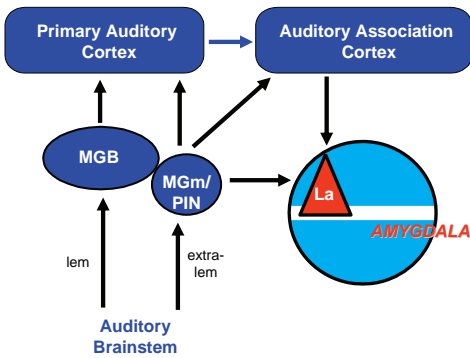 Primary Auditory
Cortex
Auditory Association
Cortex
MGB
MGm/
PIN
La
AMYGDALA
lem
extra-
lem
Auditory
Brainstem